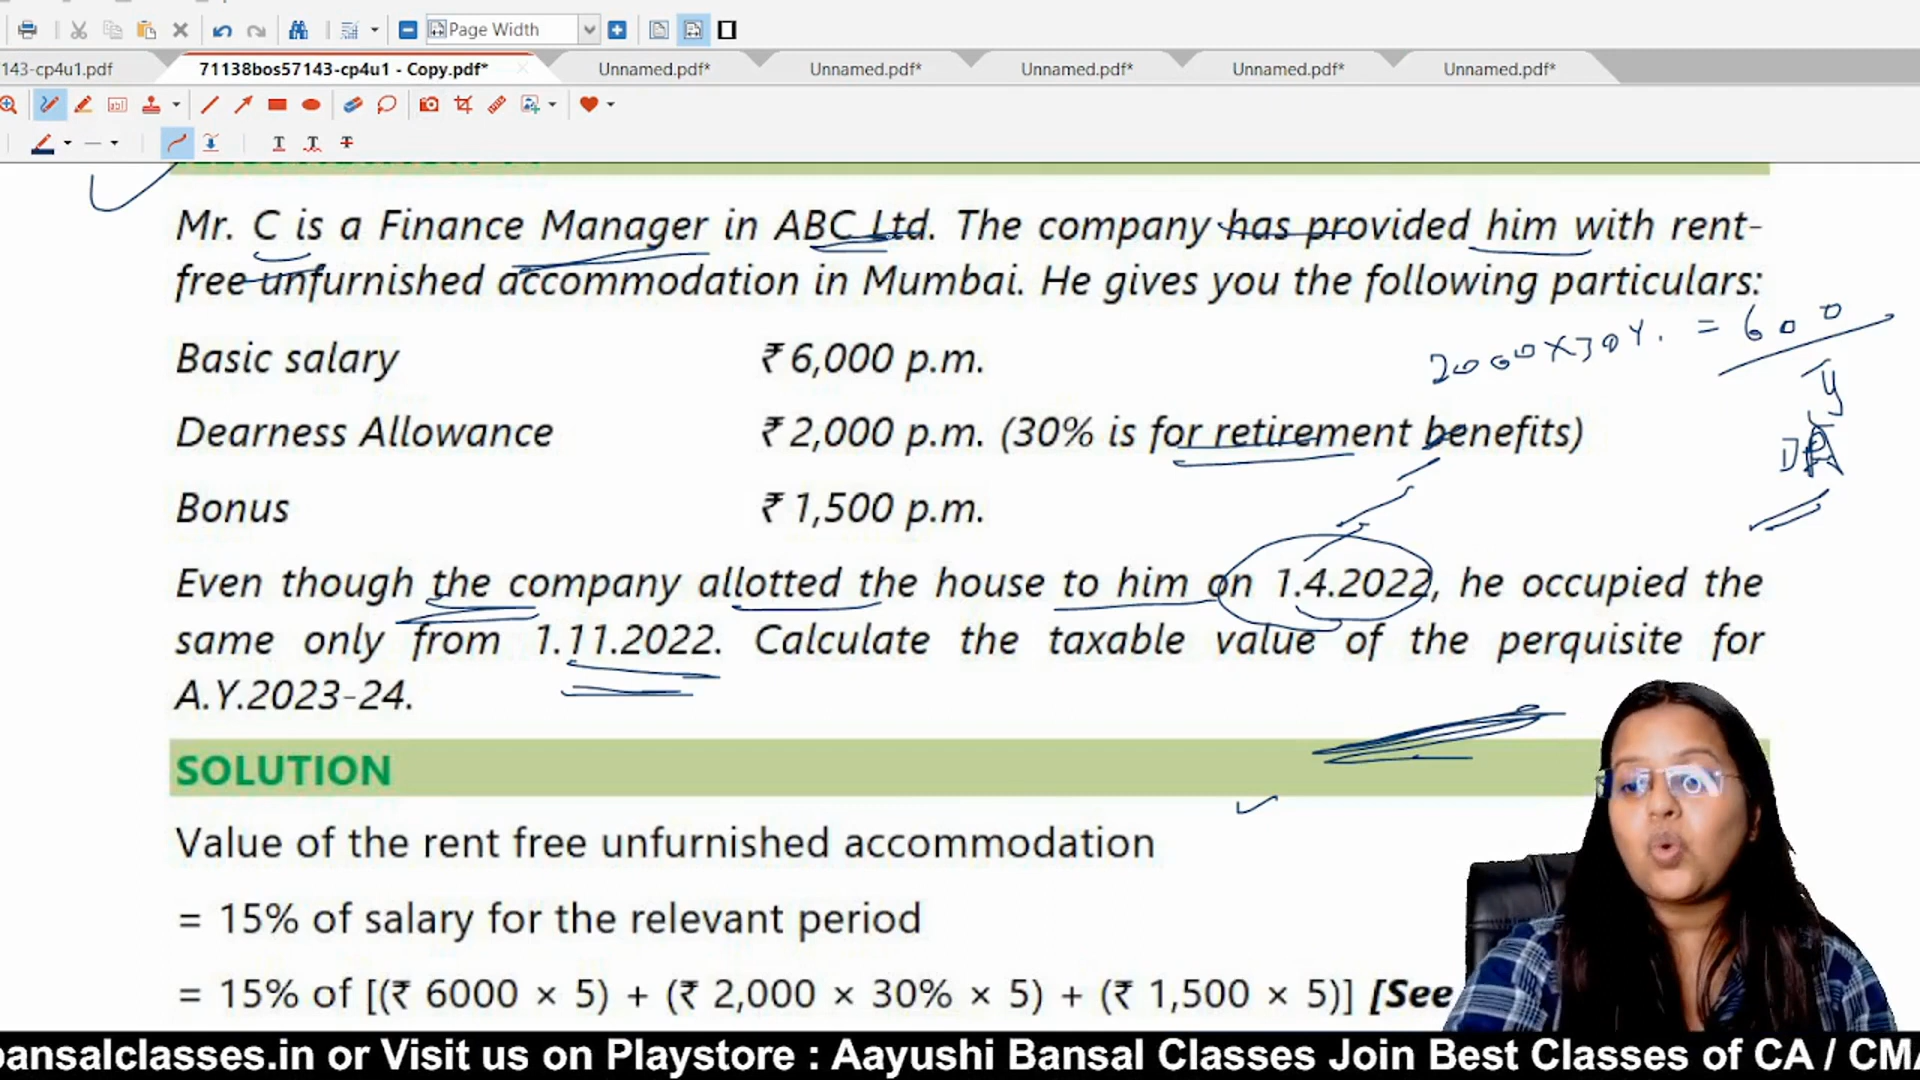 Page Width
143-cp4u1.pdf
71138bos57143-cp4u1 - Copy.pdf*
Unnamed.pdf*
Unnamed.pdf*
Unnamed.pdf*
Unnamed.pdf*
Unnamed.pdf*
Mr. C is a Finance Manager in ABC Ltd. The company has provided him with rent-
free unfurnished accommodation in Mumbai. He gives you the following particulars:
2000 X 30%. = 600
Basic salary ₹ 6,000 p.m.
Dearness Allowance ₹ 2,000 p.m. (30% is for retirement benefits)
Bonus ₹ 1,500 p.m.
Even though the company allotted the house to him on 1.4.2022, he occupied the
same only from 1.11.2022. Calculate the taxable value of the perquisite for
A.Y.2023-24.
SOLUTION
Value of the rent free unfurnished accommodation
= 15% of salary for the relevant period
= 15% of [(₹ 6000 × 5) + (₹ 2,000 × 30% × 5) + (₹ 1,500 × 5)] [See
bansalclasses.in or Visit us on Playstore : Aayushi Bansal Classes Join Best Classes of CA / CMA